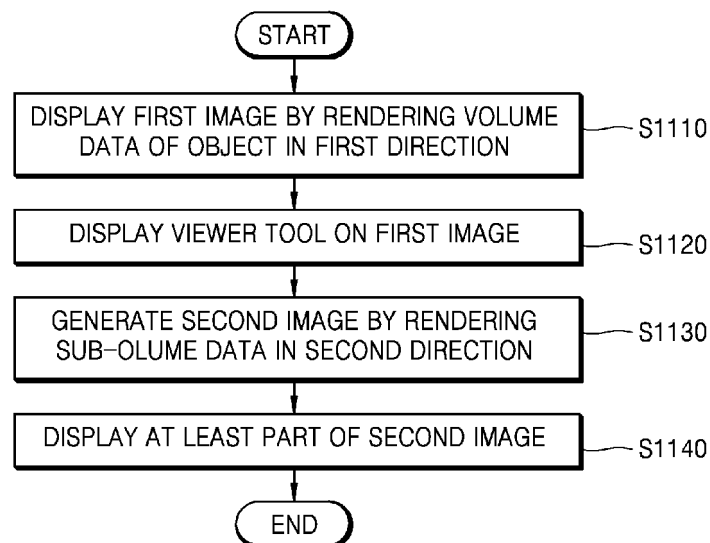 START
DISPLAY FIRST IMAGE BY RENDERING VOLUME
DATA OF OBJECT IN FIRST DIRECTION
S1110
DISPLAY VIEWER TOOL ON FIRST IMAGE
S1120
GENERATE SECOND IMAGE BY RENDERING
SUB-OLUME DATA IN SECOND DIRECTION
S1130
DISPLAY AT LEAST PART OF SECOND IMAGE
S1140
END